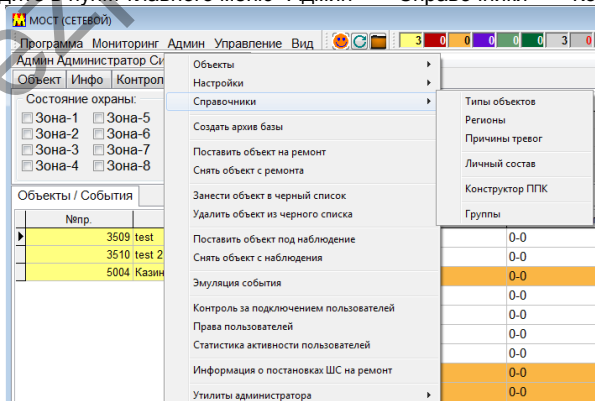 МОСТ (СЕТЕВОЙ)
Программа Мониторинг Админ Управление Вид 3 0 0 0 0 0 3 0
Админ Администратор Си
Объект Инфо Контрол
Состояние охраны:
Зона-1 Зона-5
Зона-2 Зона-6
Зона-3 Зона-7
Зона-4 Зона-8
Объекты / События
№пр.
3509 test
3510 test 2
5004 Казин
Объекты
Настройки
Справочники
Создать архив базы
Поставить объект на ремонт
Снять объект с ремонта
Занести объект в черный список
Удалить объект из черного списка
Поставить объект под наблюдение
Снять объект с наблюдения
Эмуляция события
Контроль за подключением пользователей
Права пользователей
Статистика активности пользователей
Информация о постановках ШС на ремонт
Утилиты администратора
Типы объектов
Регионы
Причины тревог
Личный состав
Конструктор ППК
Группы
0-0
0-0
0-0
0-0
0-0
0-0
0-0
0-0
0-0